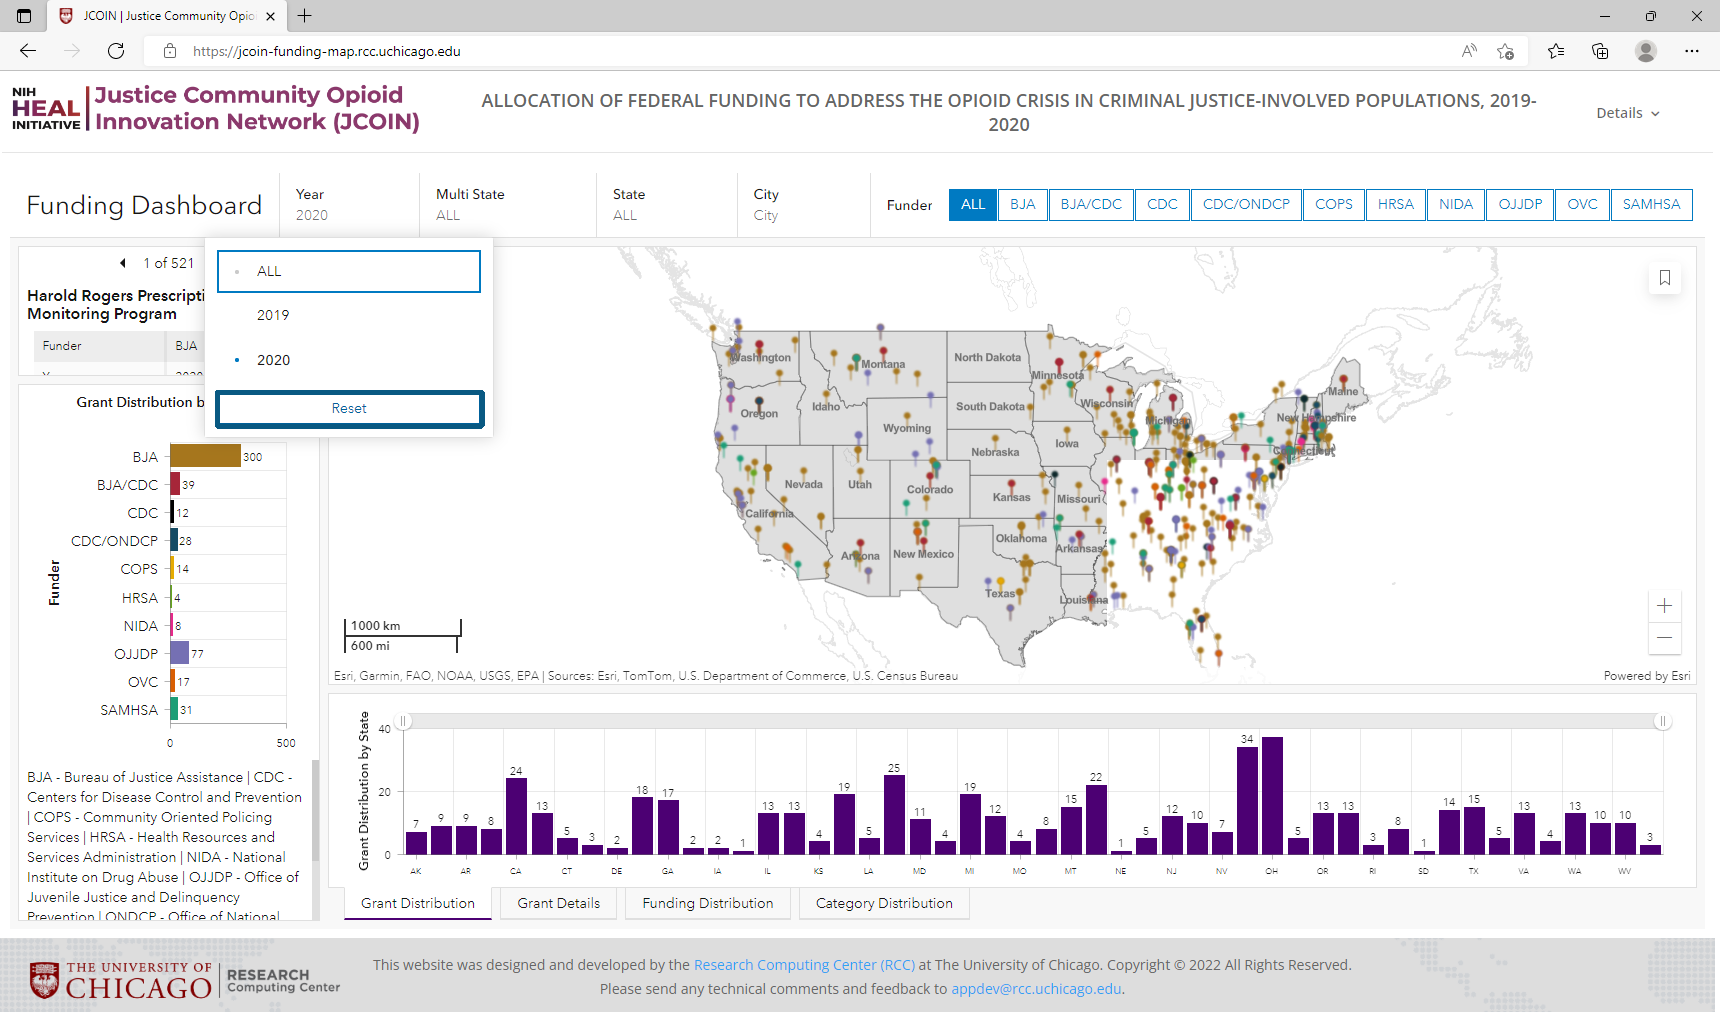 JCOIN | Justice Community Opio
https://jcoin-funding-map.rcc.uchicago.edu
NIH
HEAL
INITIATIVE
Justice Community Opioid
Innovation Network (JCOIN)
ALLOCATION OF FEDERAL FUNDING TO ADDRESS THE OPIOID CRISIS IN CRIMINAL JUSTICE-INVOLVED POPULATIONS, 2019-
2020
Details
Funding Dashboard
Year
2020
Multi State
ALL
State
ALL
City
City
Funder
ALL
BJA
BJA/CDC
CDC
CDC/ONDCP
COPS
HRSA
NIDA
OJJDP
OVC
SAMHSA
1 of 521
Harold Rogers Prescripti
Monitoring Program
Funder BJA
ALL
2019
2020
Reset
Grant Distribution b
Funder
BJA 300
BJA/CDC 39
CDC 12
CDC/ONDCP 28
COPS 14
HRSA 4
NIDA 8
OJJDP 77
OVC 17
SAMHSA 31
0 500
BJA - Bureau of Justice Assistance | CDC -
Centers for Disease Control and Prevention
| COPS - Community Oriented Policing
Services | HRSA - Health Resources and
Services Administration | NIDA - National
Institute on Drug Abuse | OJJDP - Office of
Juvenile Justice and Delinquency
Prevention | ONDCP - Office of National
Washington
Montana
North Dakota
Minnesota
Oregon
Idaho
South Dakota
Wisconsin
Michigan
Maine
New Hampshire
Wyoming
Iowa
Nebraska
Connecticut
Nevada
Utah
Colorado
Kansas
Missouri
California
Arizona
New Mexico
Oklahoma
Arkansas
Texas
Louisiana
1000 km
600 mi
Esri, Garmin, FAO, NOAA, USGS, EPA | Sources: Esri, TomTom, U.S. Department of Commerce, U.S. Census Bureau
Powered by Esri
Grant Distribution by State
40
20
0
7 9 9 8 24 13 5 3 2 18 17 2 2 1 13 13 4 19 5 25 11 4 19 12 4 8 15 22 1 5 12 10 7 34 5 13 13 3 8 1 14 15 5 13 4 13 10 10 3
AK AR CA CT DE GA IA IL KS LA MD MI MO MT NE NJ NV OH OR RI SD TX VA WA WV
Grant Distribution
Grant Details
Funding Distribution
Category Distribution
THE UNIVERSITY OF
CHICAGO
RESEARCH
Computing Center
This website was designed and developed by the Research Computing Center (RCC) at The University of Chicago. Copyright © 2022 All Rights Reserved.
Please send any technical comments and feedback to appdev@rcc.uchicago.edu.